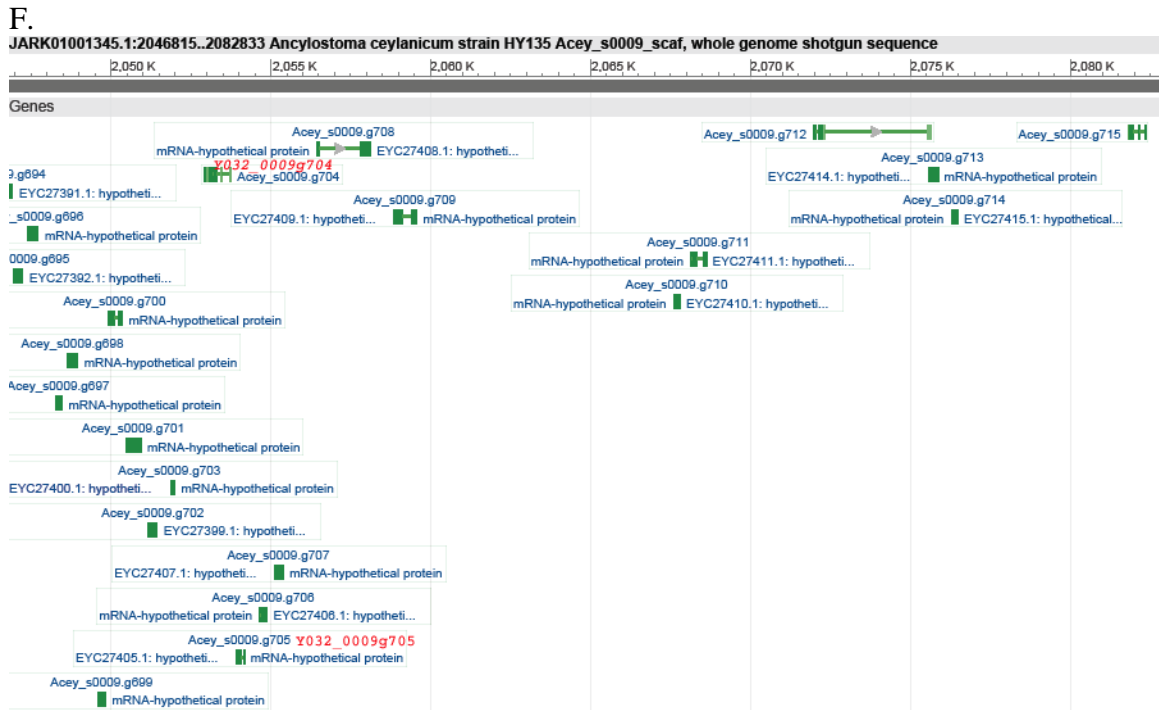 F.
JARK01001345.1:2046815..2082833 Ancylostoma ceylanicum strain HY135 Acey_s0009_scaf, whole genome shotgun sequence
2,050 K 2,055 K 2,060 K 2,065 K 2,070 K 2,075 K 2,080 K
Genes
Acey_s0009.g708
mRNA-hypothetical protein EYC27408.1: hypotheti...
Acey_s0009.g712
Acey_s0009.g715
Y032_0009g704
Acey_s0009.g704
9.g694
EYC27391.1: hypotheti...
Acey_s0009.g713
EYC27414.1: hypotheti... mRNA-hypothetical protein
Acey_s0009.g709
EYC27409.1: hypotheti... mRNA-hypothetical protein
Acey_s0009.g714
mRNA-hypothetical protein EYC27415.1: hypothetical...
_s0009.g696
mRNA-hypothetical protein
Acey_s0009.g711
mRNA-hypothetical protein EYC27411.1: hypotheti...
0009.g695
EYC27392.1: hypotheti...
Acey_s0009.g710
mRNA-hypothetical protein EYC27410.1: hypotheti...
Acey_s0009.g700
mRNA-hypothetical protein
Acey_s0009.g698
mRNA-hypothetical protein
Acey_s0009.g697
mRNA-hypothetical protein
Acey_s0009.g701
mRNA-hypothetical protein
Acey_s0009.g703
EYC27400.1: hypotheti... mRNA-hypothetical protein
Acey_s0009.g702
EYC27399.1: hypotheti...
Acey_s0009.g707
EYC27407.1: hypotheti... mRNA-hypothetical protein
Acey_s0009.g706
mRNA-hypothetical protein EYC27406.1: hypotheti...
Acey_s0009.g705 Y032_0009g705
EYC27405.1: hypotheti... mRNA-hypothetical protein
Acey_s0009.g699
mRNA-hypothetical protein